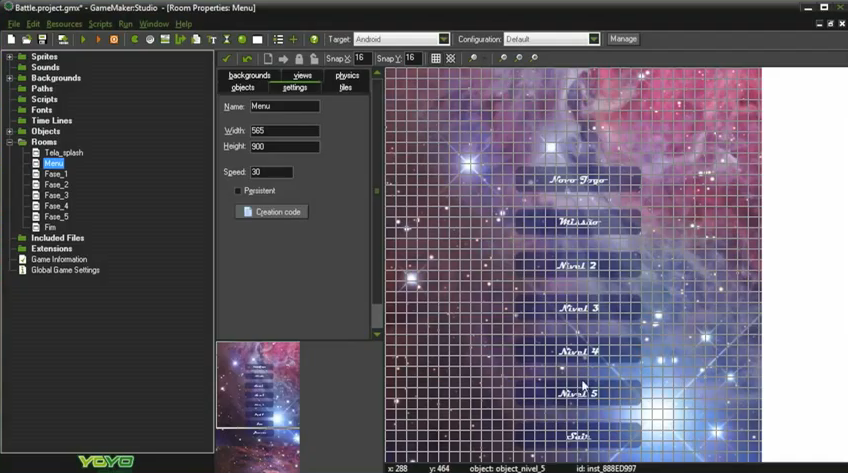 Battle.project.gmx* - GameMaker:Studio - [Room Properties: Menu]
File Edit Resources Scripts Run Window Help
Target: Android Configuration: Default Manage
Sprites
Sounds
Backgrounds
Paths
Scripts
Fonts
Time Lines
Objects
Rooms
Tela_splash
Menu
Fase_1
Fase_2
Fase_3
Fase_4
Fase_5
Fim
Included Files
Extensions
Game Information
Global Game Settings
YOYO
Snap X: 16 Snap Y: 16
backgrounds views physics
objects settings tiles
Name: Menu
Width: 565
Height: 900
Speed: 30
Persistent
Creation code
Novo Jogo
Missão
Nivel 2
Nivel 3
Nivel 4
Nivel 5
Sair
x: 288 y: 464 object: object_nivel_5 id: inst_888ED997